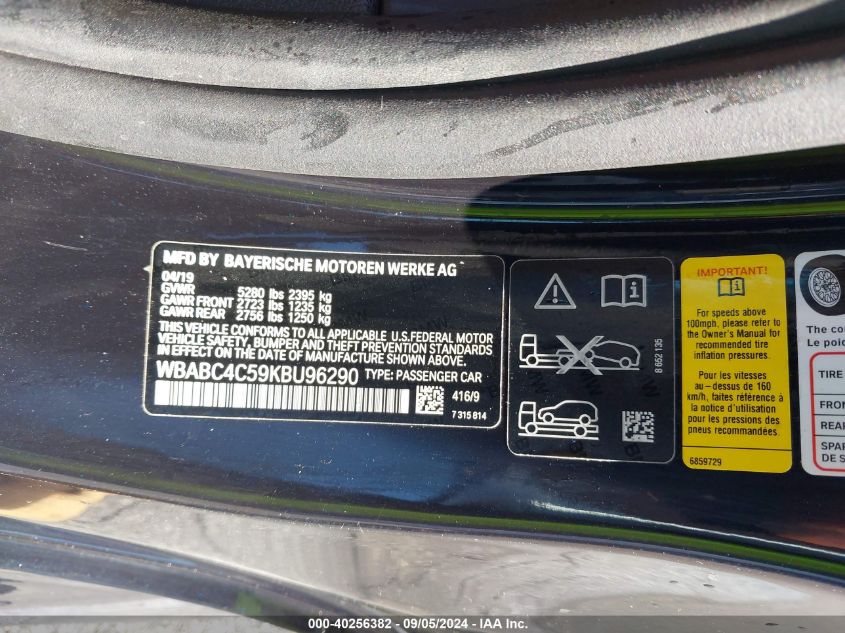 MFD BY BAYERISCHE MOTOREN WERKE AG
04/19
GVWR 5280 lbs 2395 kg
GAWR FRONT 2723 lbs 1235 kg
GAWR REAR 2756 lbs 1250 kg
THIS VEHICLE CONFORMS TO ALL APPLICABLE U.S.FEDERAL MOTOR
VEHICLE SAFETY, BUMPER, AND THEFT PREVENTION STANDARDS
IN EFFECT ON THE DATE OF MANUFACTURE SHOWN ABOVE.
WBABC4C59KBU96290 TYPE: PASSENGER CAR
416/9
7 315 814
8 652 135
IMPORTANT!
For speeds above
100mph, please refer to
the Owner's Manual for
recommended tire
inflation pressures.
Pour les vitesses
au-dessus de 160
km/h, faites référence à
la notice d'utilisation
pour les pressions de
pneu recommandées.
6859729
The co
Le poi
TIRE
FRON
REAR
SPAR
DE S
000-40256382 - 09/05/2024 - IAA Inc.